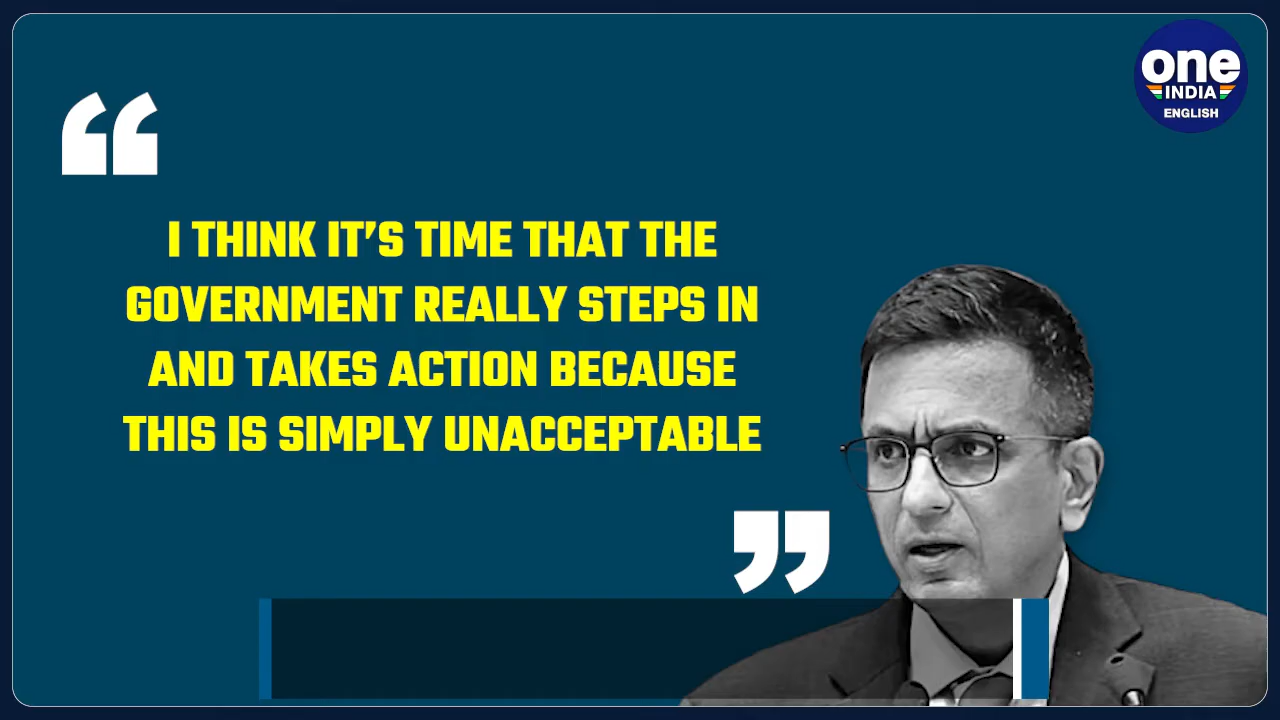 one
INDIA
ENGLISH
“
I THINK IT’S TIME THAT THE
GOVERNMENT REALLY STEPS IN
AND TAKES ACTION BECAUSE
THIS IS SIMPLY UNACCEPTABLE
”